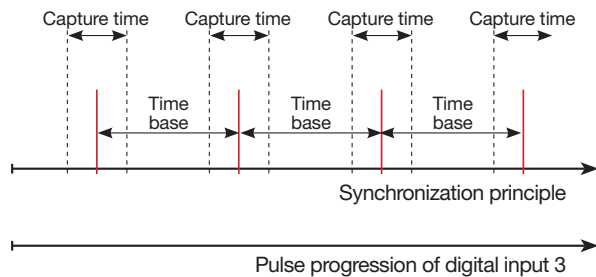 Capture time Capture time Capture time Capture time
Time Time Time
base base base
Synchronization principle
Pulse progression of digital input 3